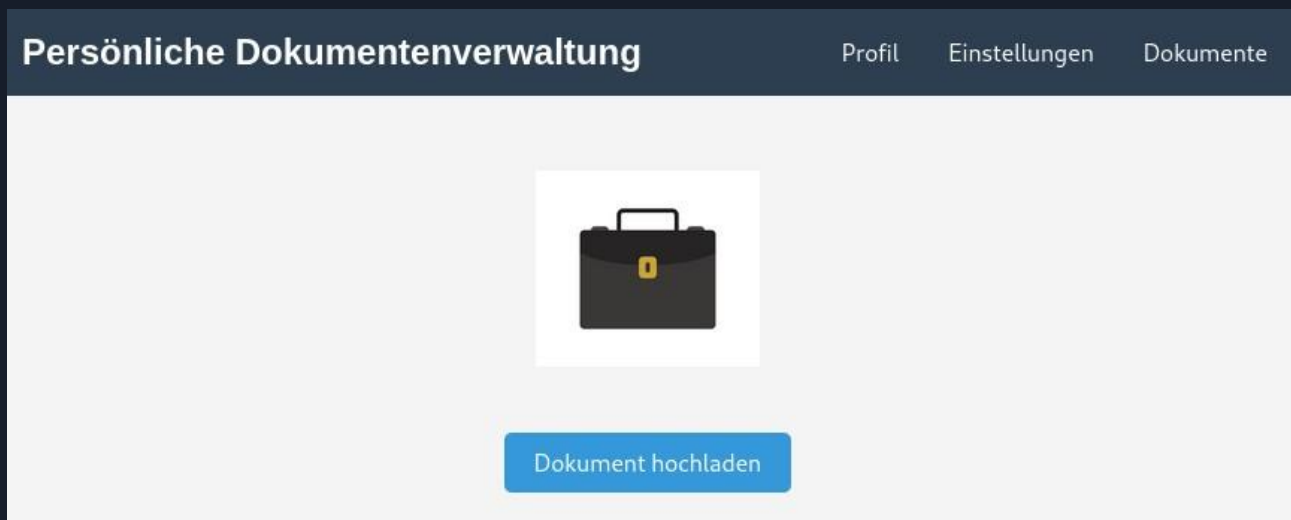 Persönliche Dokumentenverwaltung
Profil Einstellungen Dokumente
Dokument hochladen